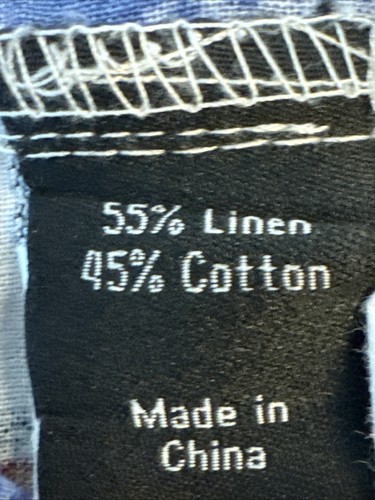 55% Linen
45% Cotton
Made in
China